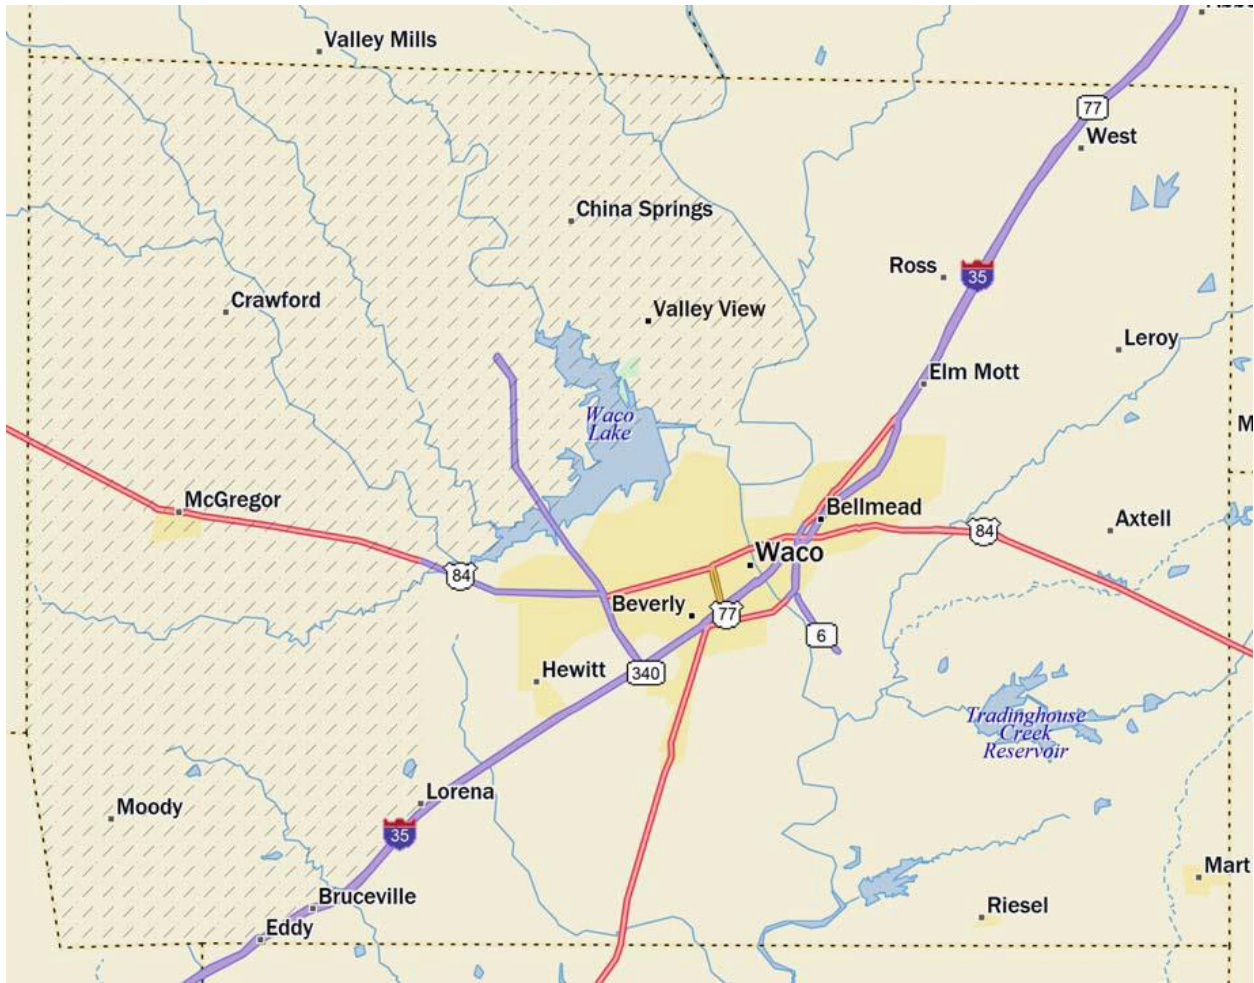 Valley Mills
77
West
China Springs
Ross
35
Crawford
Valley View
Leroy
Elm Mott
Waco
Lake
M
McGregor
Bellmead
Axtell
84
Waco
84
Beverly
77
6
Hewitt
340
Tradinghouse
Creek
Reservoir
Lorena
Moody
35
Mart
Bruceville
Riesel
Eddy